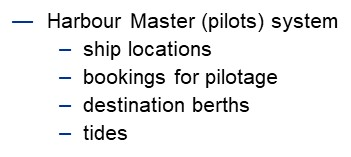 — Harbour Master (pilots) system
– ship locations
– bookings for pilotage
– destination berths
– tides